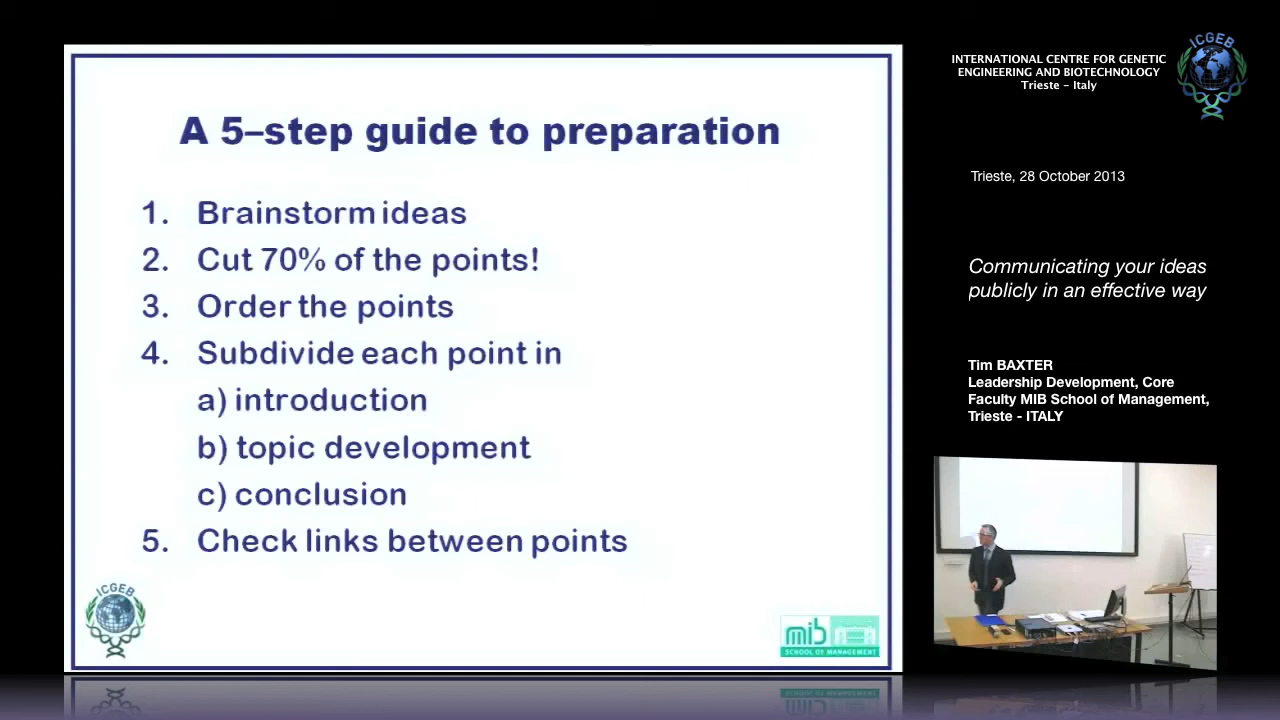 A 5–step guide to preparation
1. Brainstorm ideas
2. Cut 70% of the points!
3. Order the points
4. Subdivide each point in
a) introduction
b) topic development
c) conclusion
5. Check links between points
ICGEB
mib
SCHOOL OF MANAGEMENT
INTERNATIONAL CENTRE FOR GENETIC
ENGINEERING AND BIOTECHNOLOGY
Trieste – Italy
ICGEB
Trieste, 28 October 2013
Communicating your ideas
publicly in an effective way
Tim BAXTER
Leadership Development, Core
Faculty MIB School of Management,
Trieste - ITALY